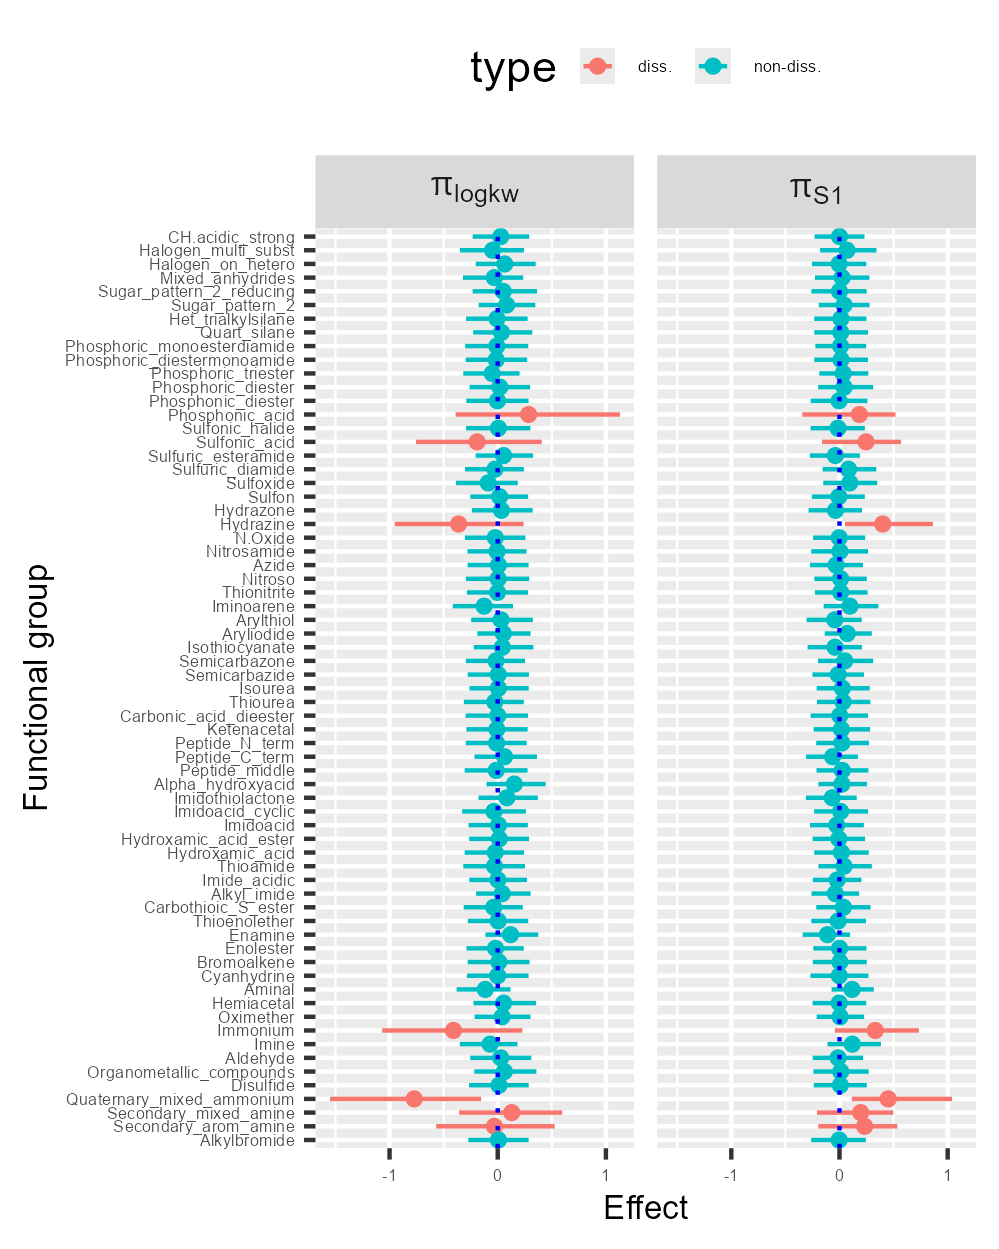 type diss. non-diss.
πlogkw πS1
CH.acidic_strong
Halogen_multi_subst
Halogen_on_hetero
Mixed_anhydrides
Sugar_pattern_2_reducing
Sugar_pattern_2
Het_trialkylsilane
Quart_silane
Phosphoric_monoesterdiamide
Phosphoric_diestermonoamide
Phosphoric_triester
Phosphoric_diester
Phosphonic_diester
Phosphonic_acid
Sulfonic_halide
Sulfonic_acid
Sulfuric_esteramide
Sulfuric_diamide
Sulfoxide
Sulfon
Hydrazone
Hydrazine
N.Oxide
Nitrosamide
Azide
Nitroso
Thionitrite
Iminoarene
Arylthiol
Aryliodide
Isothiocyanate
Semicarbazone
Semicarbazide
Isourea
Thiourea
Carbonic_acid_dieester
Ketenacetal
Peptide_N_term
Peptide_C_term
Peptide_middle
Alpha_hydroxyacid
Imidothiolactone
Imidoacid_cyclic
Imidoacid
Hydroxamic_acid_ester
Hydroxamic_acid
Thioamide
Imide_acidic
Alkyl_imide
Carbothioic_S_ester
Thioenolether
Enamine
Enolester
Bromoalkene
Cyanhydrine
Aminal
Hemiacetal
Oximether
Immonium
Imine
Aldehyde
Organometallic_compounds
Disulfide
Quaternary_mixed_ammonium
Secondary_mixed_amine
Secondary_arom_amine
Alkylbromide
Functional group
-1 0 1 -1 0 1
Effect